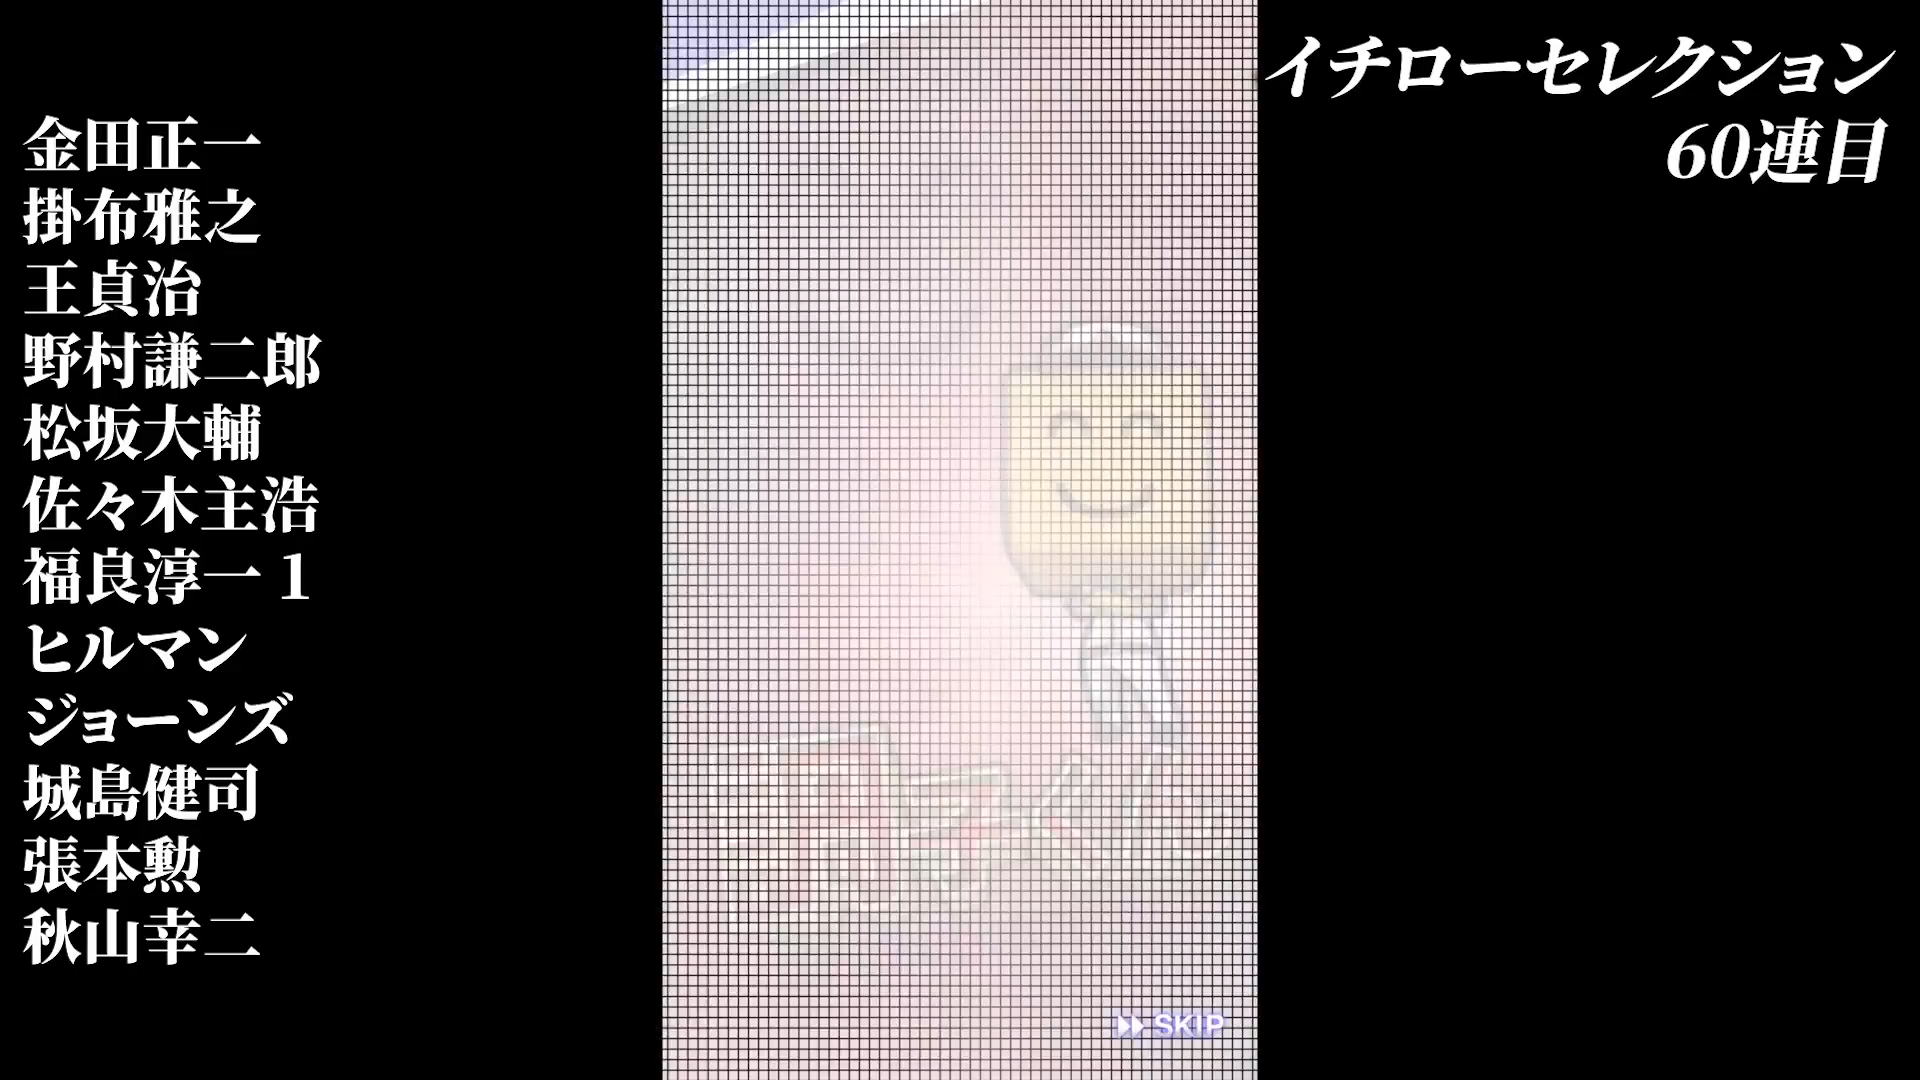 イチローセレクション
60連目
金田正一
掛布雅之
王貞治
野村謙二郎
松坂大輔
佐々木主浩
福良淳一 1
ヒルマン
ジョーンズ
城島健司
張本勲
秋山幸二
SKIP